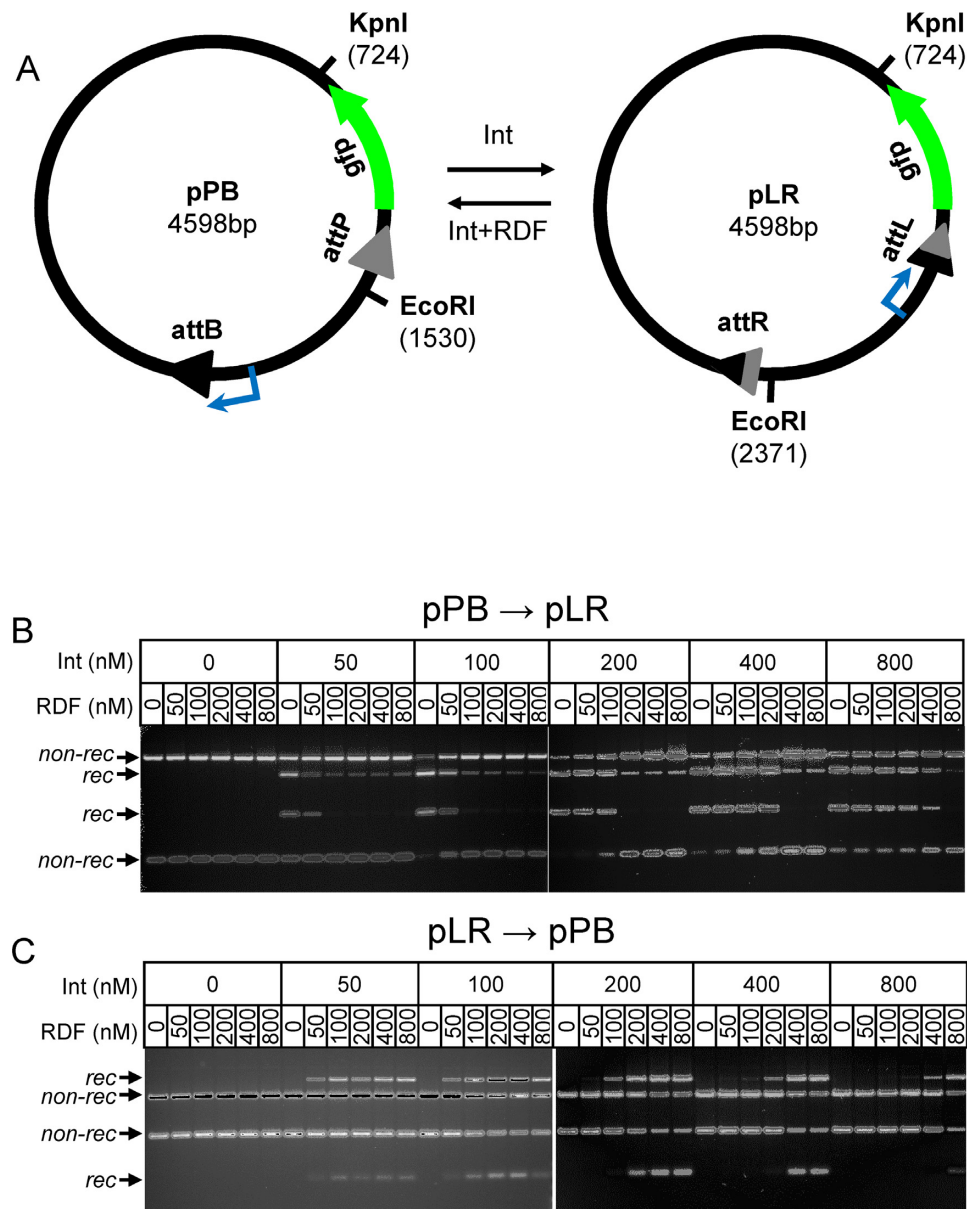 A
KpnI
(724)
gfp
pPB
4598bp
attP
EcoRI
(1530)
attB
Int
Int+RDF
KpnI
(724)
gfp
pLR
4598bp
attL
attR
EcoRI
(2371)
B
pPB → pLR
Int (nM) 0 50 100 200 400 800
RDF (nM) 0 50 100 200 400 800 0 50 100 200 400 800 0 50 100 200 400 800 0 50 100 200 400 800 0 50 100 200 400 800 0 50 100 200 400 800
non-rec
rec
rec
non-rec
C
pLR → pPB
Int (nM) 0 50 100 200 400 800
RDF (nM) 0 50 100 200 400 800 0 50 100 200 400 800 0 50 100 200 400 800 0 50 100 200 400 800 0 50 100 200 400 800 0 50 100 200 400 800
rec
non-rec
non-rec
rec